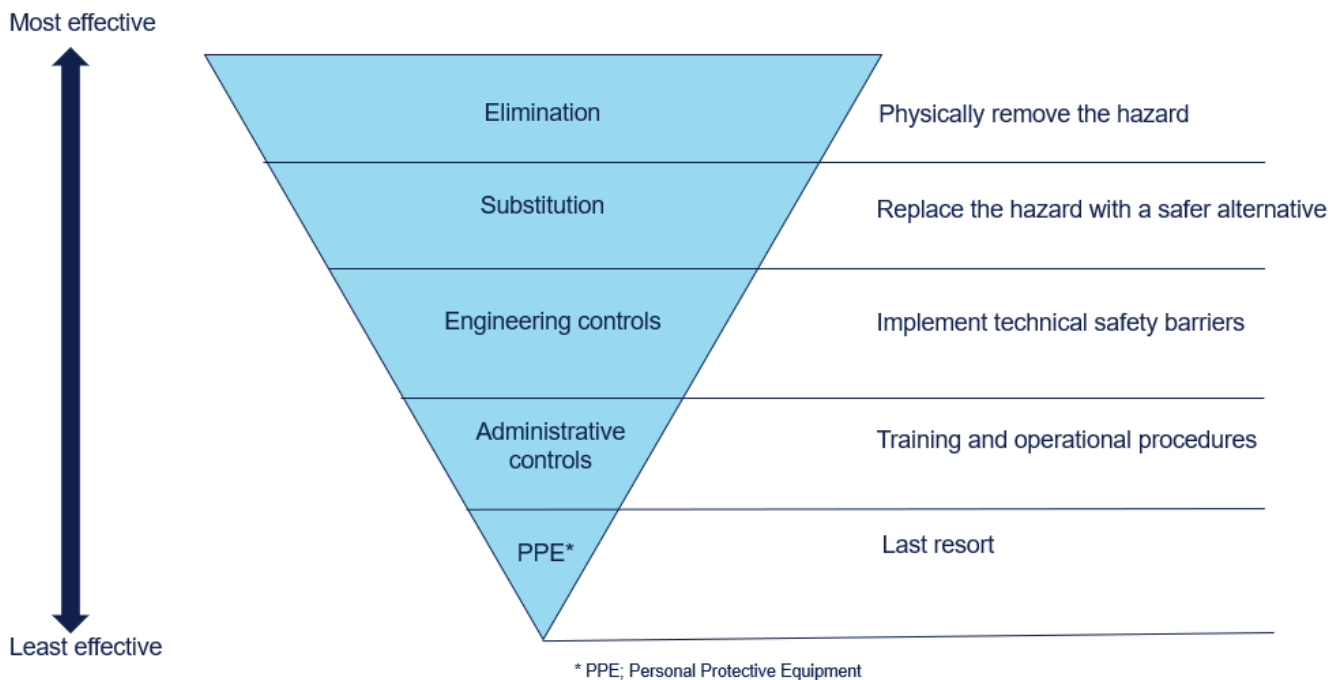 Most effective
Elimination
Physically remove the hazard
Substitution
Replace the hazard with a safer alternative
Engineering controls
Implement technical safety barriers
Administrative
controls
Training and operational procedures
PPE*
Last resort
Least effective
* PPE; Personal Protective Equipment